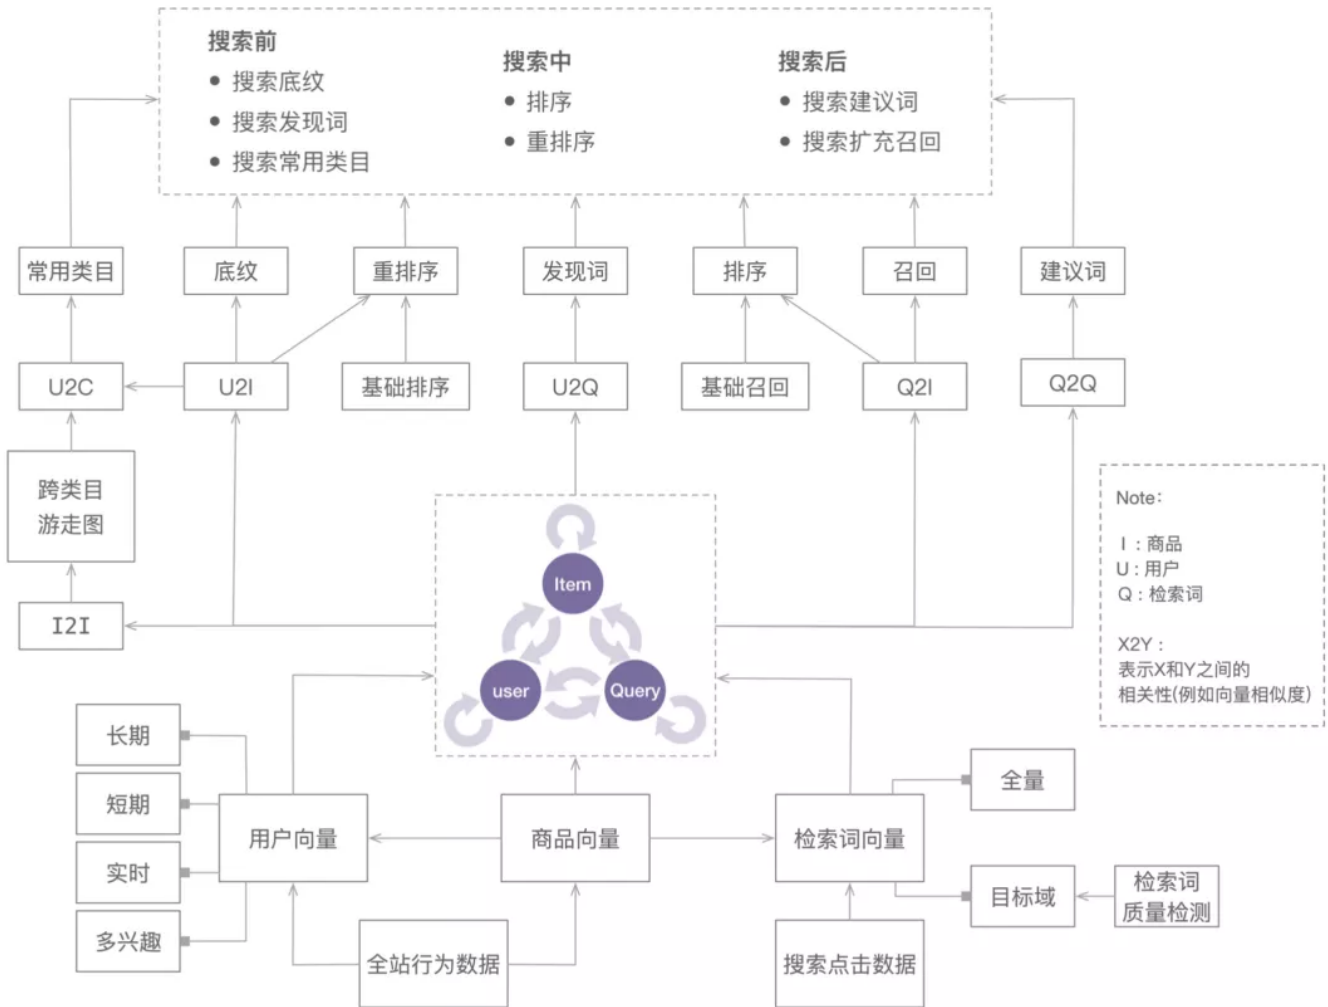 搜索前
● 搜索底纹
● 搜索发现词
● 搜索常用类目
搜索中
● 排序
● 重排序
搜索后
● 搜索建议词
● 搜索扩充召回
常用类目
底纹
重排序
发现词
排序
召回
建议词
U2C
U2I
基础排序
U2Q
基础召回
Q2I
Q2Q
跨类目
游走图
I2I
Item
user
Query
Note:
I : 商品
U : 用户
Q : 检索词
X2Y :
表示X和Y之间的
相关性(例如向量相似度)
长期
短期
实时
多兴趣
用户向量
商品向量
检索词向量
全量
目标域
检索词
质量检测
全站行为数据
搜索点击数据